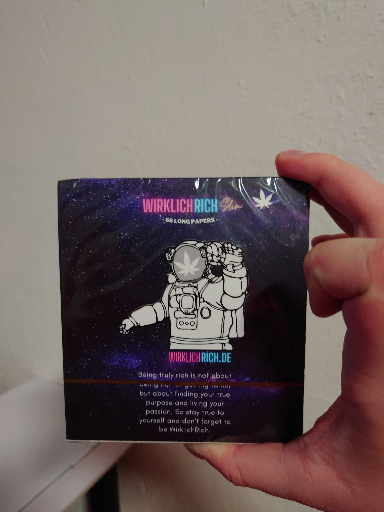 WIRKLICHRICH Slim
- 66 LONG PAPERS -
WIRKLICHRICH.DE
Being truly rich is not about
but about finding your true
purpose and living your
passion. So stay true to
yourself and don't forget to
be WirklichRich.